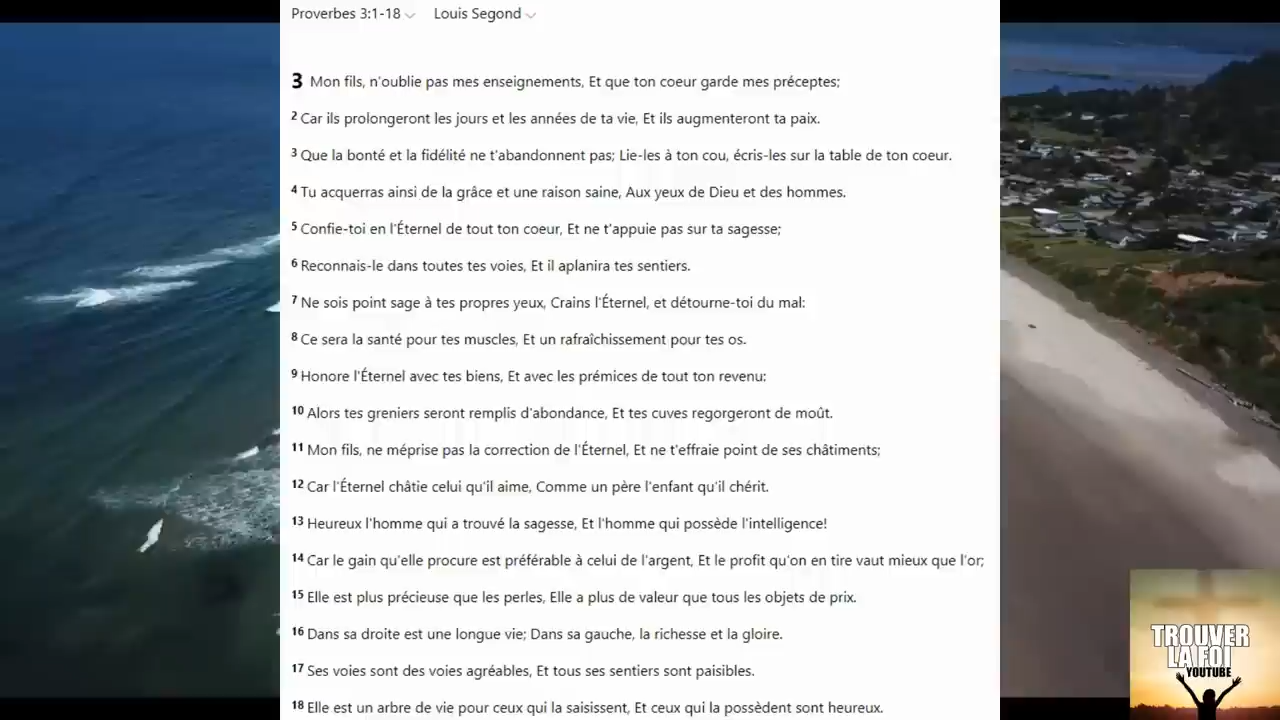 Proverbes 3:1-18 Louis Segond
3 Mon fils, n'oublie pas mes enseignements, Et que ton coeur garde mes préceptes;
2 Car ils prolongeront les jours et les années de ta vie, Et ils augmenteront ta paix.
3 Que la bonté et la fidélité ne t'abandonnent pas; Lie-les à ton cou, écris-les sur la table de ton coeur.
4 Tu acquerras ainsi de la grâce et une raison saine, Aux yeux de Dieu et des hommes.
5 Confie-toi en l'Éternel de tout ton coeur, Et ne t'appuie pas sur ta sagesse;
6 Reconnais-le dans toutes tes voies, Et il aplanira tes sentiers.
7 Ne sois point sage à tes propres yeux, Crains l'Éternel, et détourne-toi du mal:
8 Ce sera la santé pour tes muscles, Et un rafraîchissement pour tes os.
9 Honore l'Éternel avec tes biens, Et avec les prémices de tout ton revenu:
10 Alors tes greniers seront remplis d'abondance, Et tes cuves regorgeront de moût.
11 Mon fils, ne méprise pas la correction de l'Éternel, Et ne t'effraie point de ses châtiments;
12 Car l'Éternel châtie celui qu'il aime, Comme un père l'enfant qu'il chérit.
13 Heureux l'homme qui a trouvé la sagesse, Et l'homme qui possède l'intelligence!
14 Car le gain qu'elle procure est préférable à celui de l'argent, Et le profit qu'on en tire vaut mieux que l'or;
15 Elle est plus précieuse que les perles, Elle a plus de valeur que tous les objets de prix.
16 Dans sa droite est une longue vie; Dans sa gauche, la richesse et la gloire.
17 Ses voies sont des voies agréables, Et tous ses sentiers sont paisibles.
18 Elle est un arbre de vie pour ceux qui la saisissent, Et ceux qui la possèdent sont heureux.
TROUVER
LA FOI
YOUTUBE